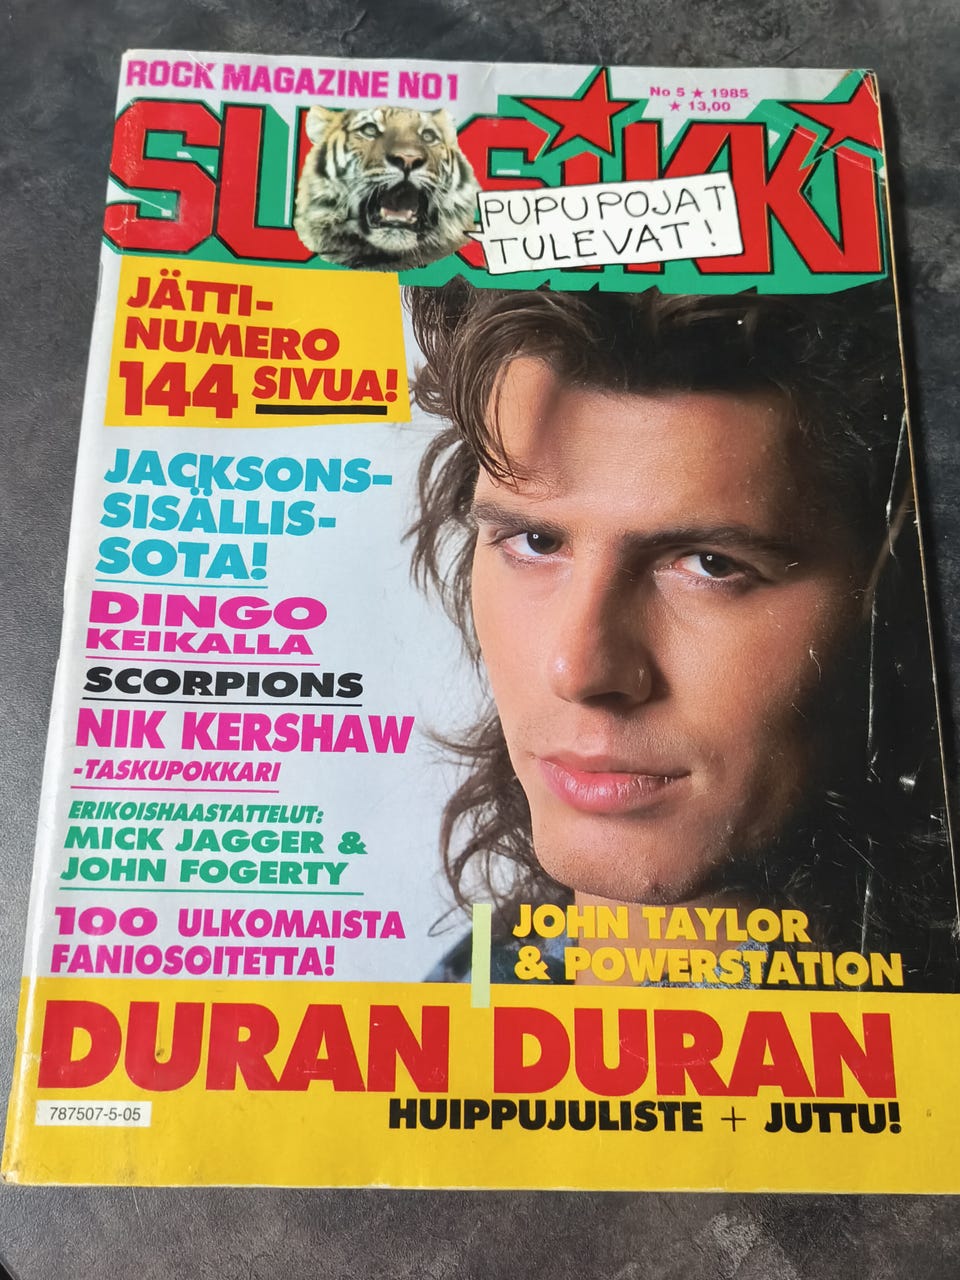 ROCK MAGAZINE NO1
No 5 ★ 1985
★ 13,00
PUPUPOJAT
TULEVAT!
JÄTTI-
NUMERO
144 SIVUA!
JACKSONS-
SISÄLLIS-
SOTA!
DINGO
KEIKALLA
SCORPIONS
NIK KERSHAW
-TASKUPOKKARI
ERIKOISHAASTATTELUT:
MICK JAGGER &
JOHN FOGERTY
100 ULKOMAISTA
FANIOSOITETTA!
JOHN TAYLOR
& POWERSTATION
DURAN DURAN
HUIPPUJULISTE + JUTTU!
787507-5-05